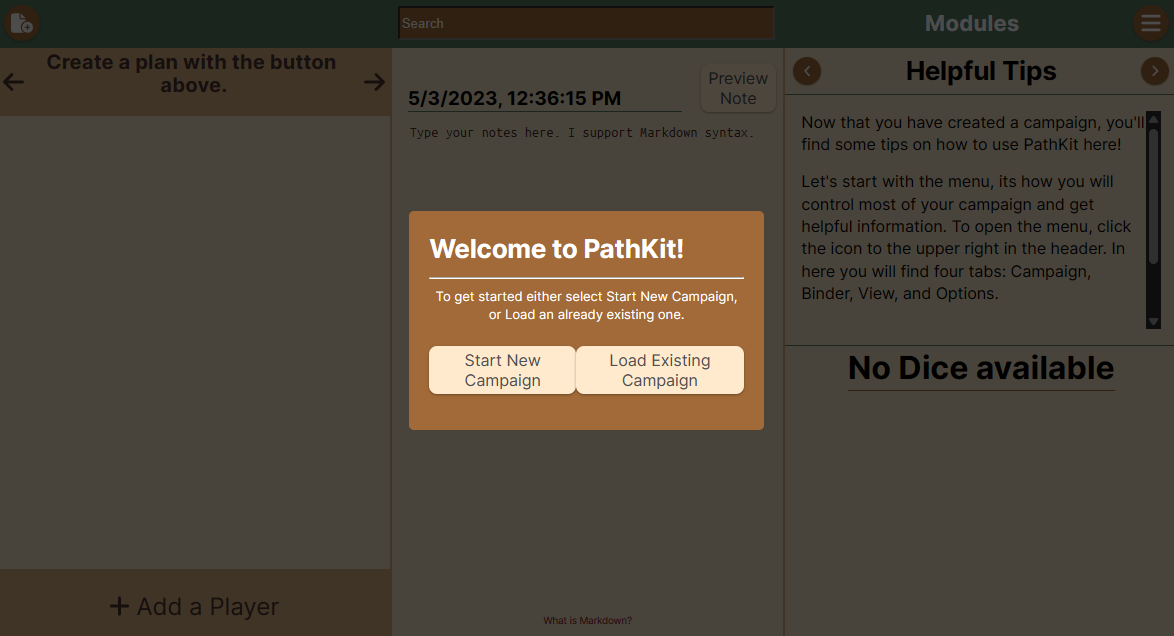 Search
Modules
Create a plan with the button
above.
5/3/2023, 12:36:15 PM
Preview
Note
Type your notes here. I support Markdown syntax.
Helpful Tips
Now that you have created a campaign, you'll
find some tips on how to use PathKit here!
Let's start with the menu, its how you will
control most of your campaign and get
helpful information. To open the menu, click
the icon to the upper right in the header. In
here you will find four tabs: Campaign,
Binder, View, and Options.
Welcome to PathKit!
To get started either select Start New Campaign,
or Load an already existing one.
Start New
Campaign
Load Existing
Campaign
No Dice available
Add a Player
What is Markdown?